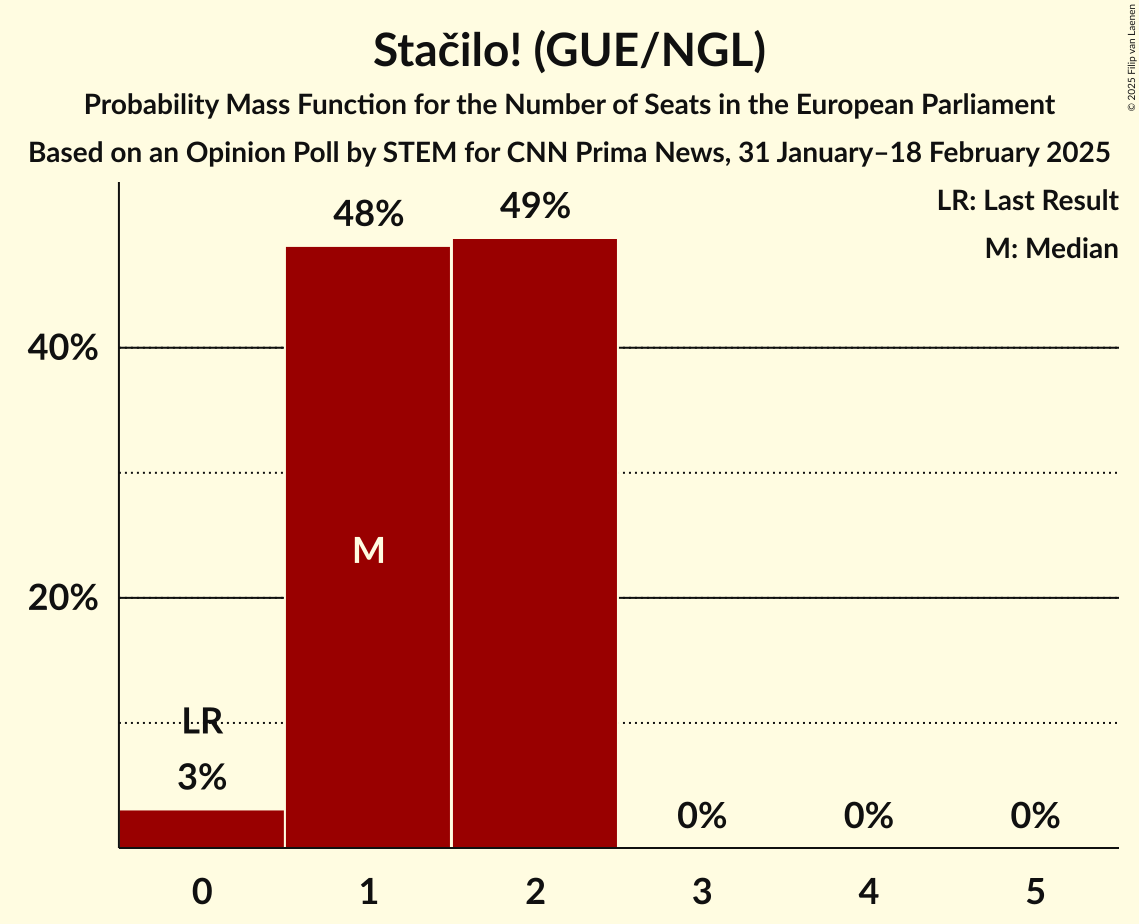 Stačilo! (GUE/NGL)
Probability Mass Function for the Number of Seats in the European Parliament
Based on an Opinion Poll by STEM for CNN Prima News, 31 January–18 February 2025
© 2025 Filip van Laenen
LR: Last Result
M: Median
48%
49%
40%
M
20%
LR
3%
0%
0%
0%
0
1
2
3
4
5